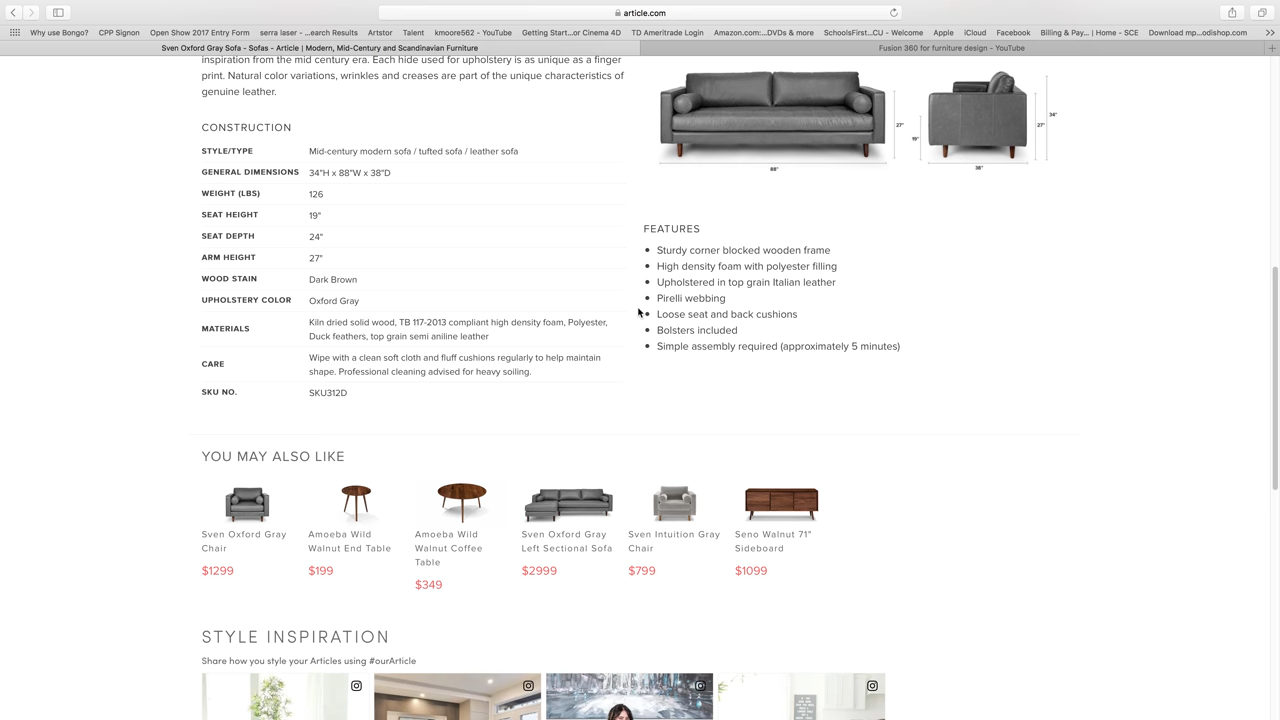 article.com
Why use Bongo?
CPP Signon
Open Show 2017 Entry Form
serra laser - ...earch Results
Artstor
Talent
kmoore562 - YouTube
Getting Start...or Cinema 4D
TD Ameritrade Login
Amazon.com:...DVDs & more
SchoolsFirst...CU - Welcome
Apple
iCloud
Facebook
Billing & Pay... | Home - SCE
Download mp...odishop.com
Sven Oxford Gray Sofa - Sofas - Article | Modern, Mid-Century and Scandinavian Furniture
Fusion 360 for furniture design - YouTube
inspiration from the mid century era. Each hide used for upholstery is as unique as a finger
print. Natural color variations, wrinkles and creases are part of the unique characteristics of
genuine leather.
CONSTRUCTION
STYLE/TYPE Mid-century modern sofa / tufted sofa / leather sofa
GENERAL DIMENSIONS 34"H x 88"W x 38"D
WEIGHT (LBS) 126
SEAT HEIGHT 19"
SEAT DEPTH 24"
ARM HEIGHT 27"
WOOD STAIN Dark Brown
UPHOLSTERY COLOR Oxford Gray
MATERIALS Kiln dried solid wood, TB 117-2013 compliant high density foam, Polyester,
Duck feathers, top grain semi aniline leather
CARE Wipe with a clean soft cloth and fluff cushions regularly to help maintain
shape. Professional cleaning advised for heavy soiling.
SKU NO. SKU312D
27"
88"
19"
27"
34"
38"
FEATURES
Sturdy corner blocked wooden frame
High density foam with polyester filling
Upholstered in top grain Italian leather
Pirelli webbing
Loose seat and back cushions
Bolsters included
Simple assembly required (approximately 5 minutes)
YOU MAY ALSO LIKE
Sven Oxford Gray
Chair
$1299
Amoeba Wild
Walnut End Table
$199
Amoeba Wild
Walnut Coffee
Table
$349
Sven Oxford Gray
Left Sectional Sofa
$2999
Sven Intuition Gray
Chair
$799
Seno Walnut 71"
Sideboard
$1099
STYLE INSPIRATION
Share how you style your Articles using #ourArticle